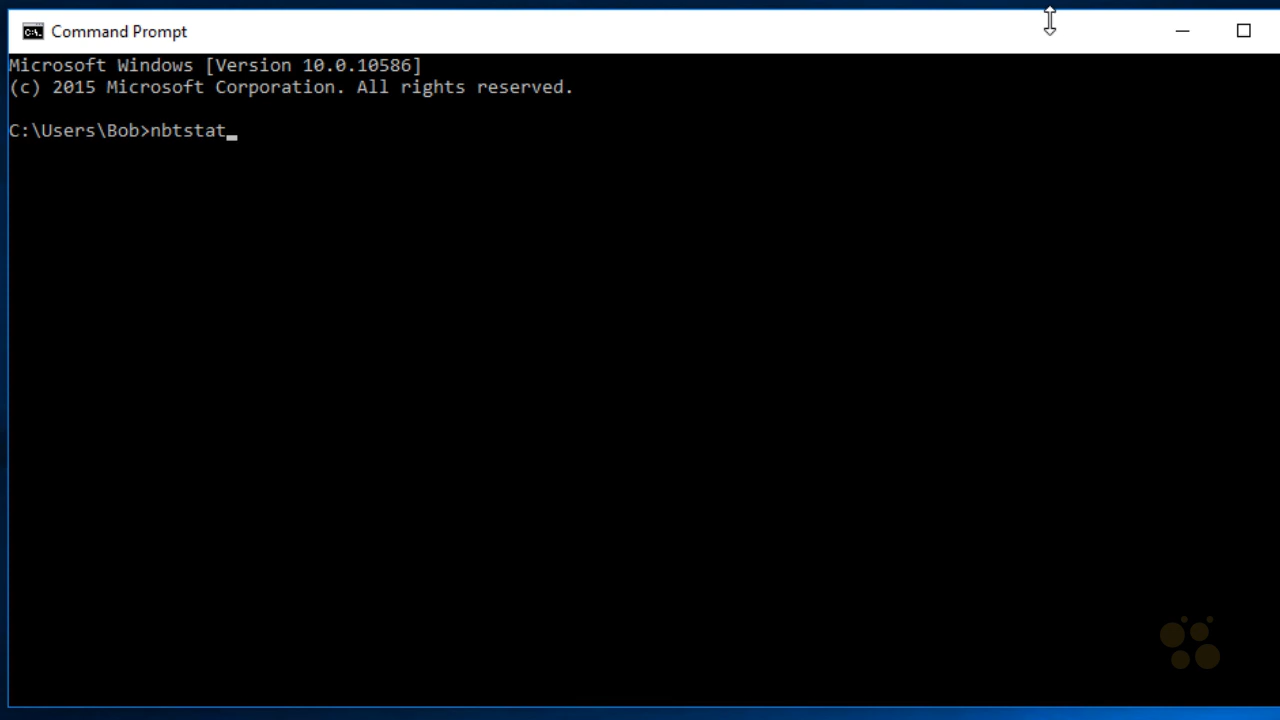 Command Prompt
Microsoft Windows [Version 10.0.10586]
(c) 2015 Microsoft Corporation. All rights reserved.
C:\Users\Bob>nbtstat